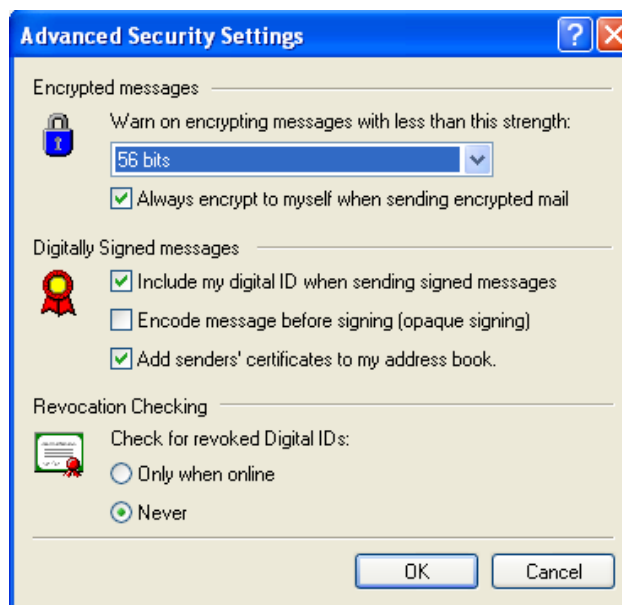 Advanced Security Settings
Encrypted messages
Warn on encrypting messages with less than this strength:
56 bits
Always encrypt to myself when sending encrypted mail
Digitally Signed messages
Include my digital ID when sending signed messages
Encode message before signing (opaque signing)
Add senders' certificates to my address book.
Revocation Checking
Check for revoked Digital IDs:
Only when online
Never
OK Cancel